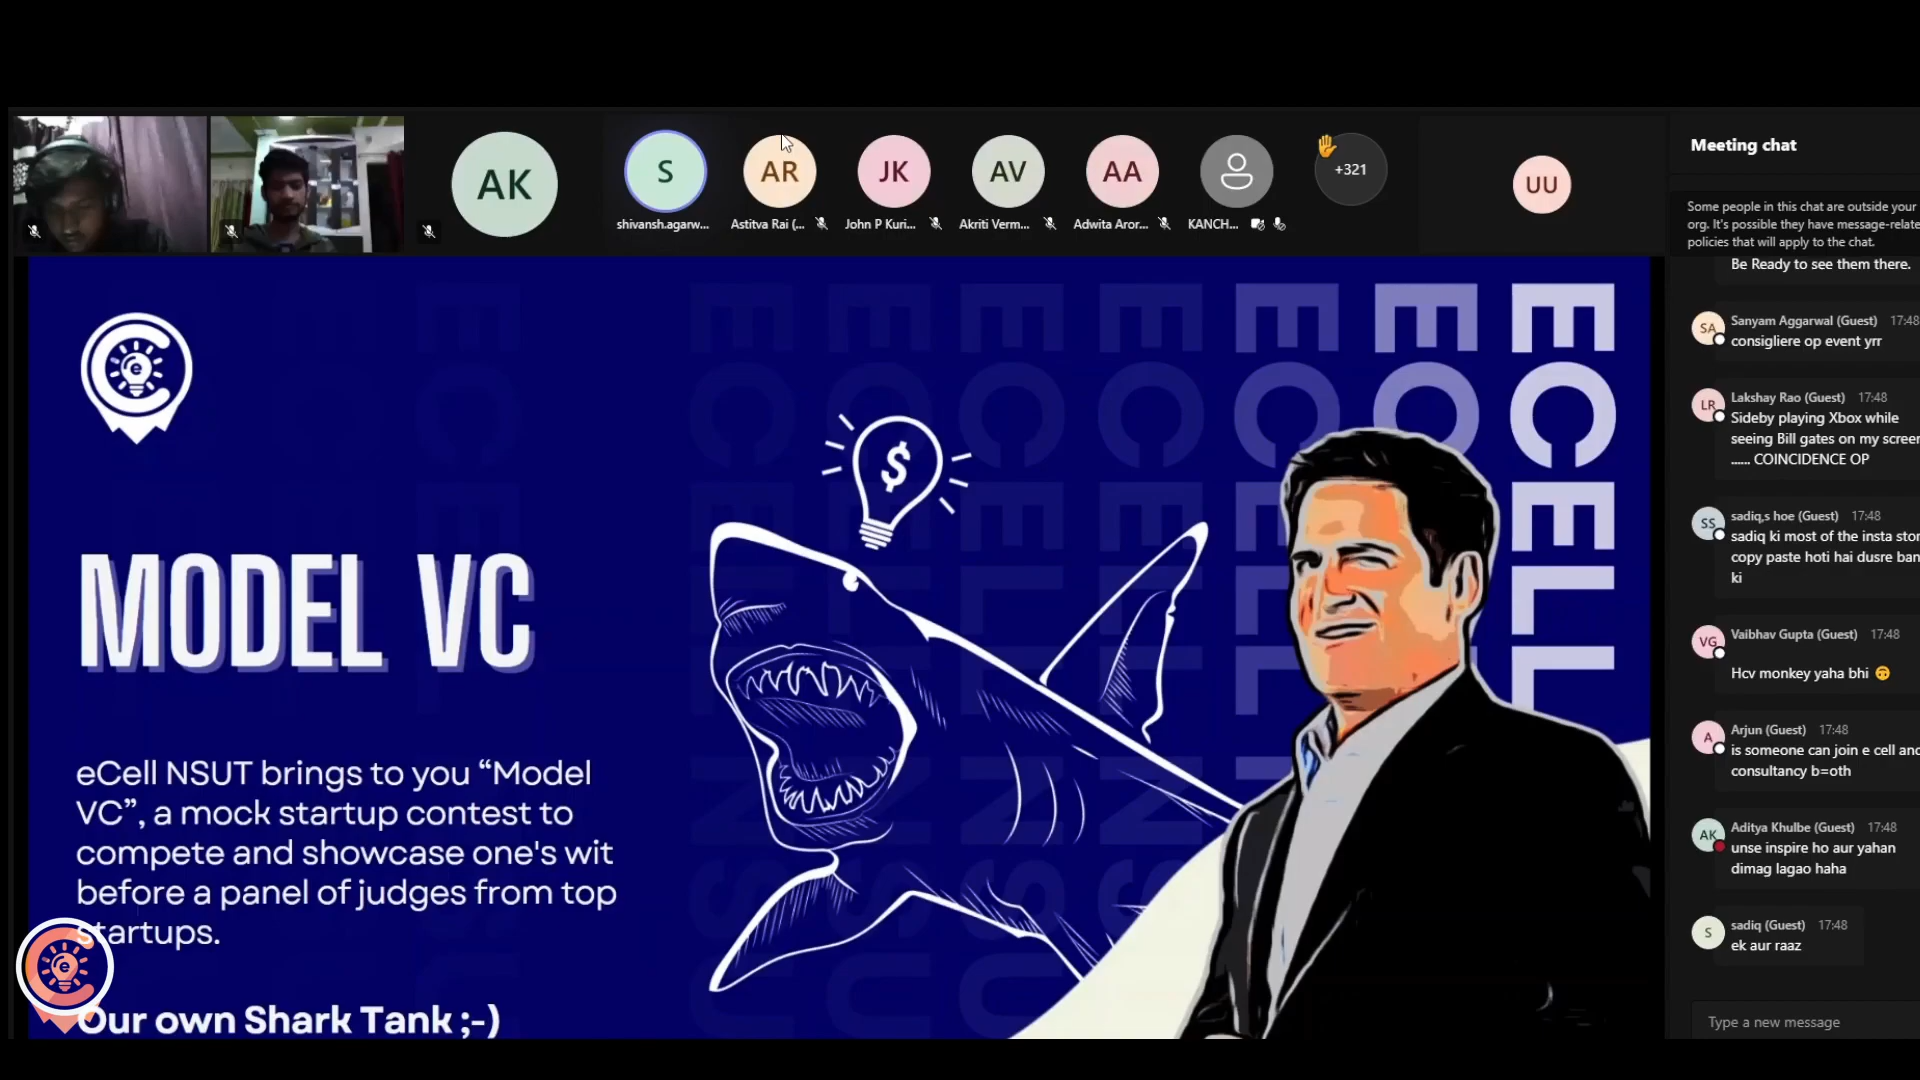 AK
S
AR
JK
AV
AA
+321
UU
shivansh.agarw...
Astitva Rai (...
John P Kuri...
Akriti Verm...
Adwita Aror...
KANCH...
ECELL
MODEL VC
eCell NSUT brings to you “Model
VC”, a mock startup contest to
compete and showcase one's wit
before a panel of judges from top
startups.
Our own Shark Tank ;-)
Meeting chat
Some people in this chat are outside your
org. It's possible they have message-relate
policies that will apply to the chat.
Be Ready to see them there.
SA
Sanyam Aggarwal (Guest) 17:48
consigliere op event yrr
LR
Lakshay Rao (Guest) 17:48
Sideby playing Xbox while
seeing Bill gates on my screen
...... COINCIDENCE OP
SS
sadiq,s hoe (Guest) 17:48
sadiq ki most of the insta stor
copy paste hoti hai dusre ban
ki
VG
Vaibhav Gupta (Guest) 17:48
Hcv monkey yaha bhi 🙃
A
Arjun (Guest) 17:48
is someone can join e cell and
consultancy b=oth
AK
Aditya Khulbe (Guest) 17:48
unse inspire ho aur yahan
dimag lagao haha
S
sadiq (Guest) 17:48
ek aur raaz
Type a new message